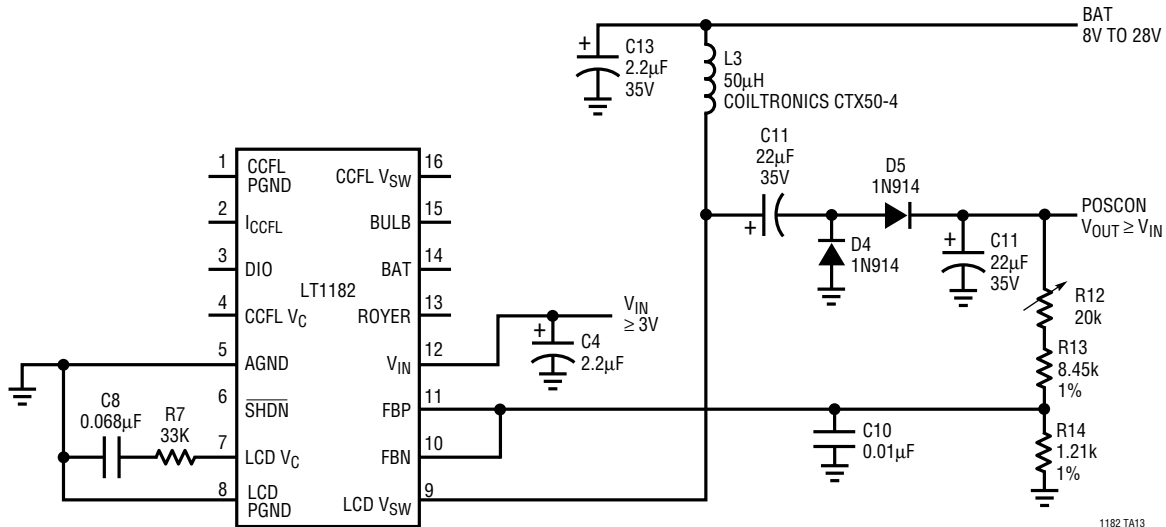 BAT
8V TO 28V
+
C13
2.2µF
35V
L3
50µH
COILTRONICS CTX50-4
C11
22µF
35V
+
D5
1N914
D4
1N914
+
C11
22µF
35V
POSCON
VOUT ≥ VIN
R12
20k
R13
8.45k
1%
R14
1.21k
1%
C10
0.01µF
VIN
≥ 3V
+
C4
2.2µF
LT1182
1
CCFL
PGND
2
ICCFL
3
DIO
4
CCFL VC
5
AGND
6
SHDN
7
LCD VC
8
LCD
PGND
16
CCFL VSW
15
BULB
14
BAT
13
ROYER
12
VIN
11
FBP
10
FBN
9
LCD VSW
C8
0.068µF
R7
33K
1182 TA13